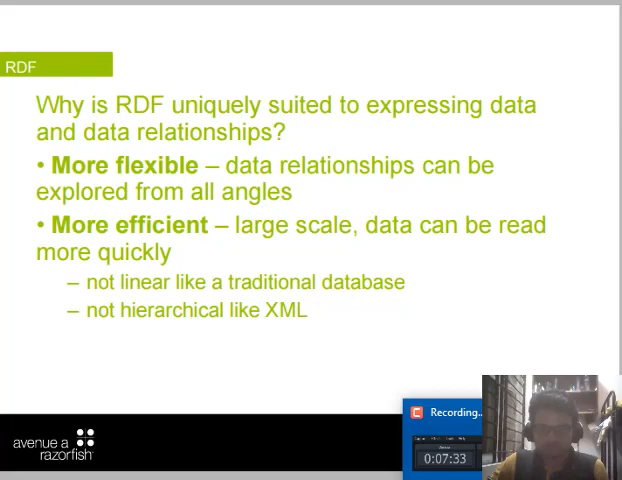 RDF
Why is RDF uniquely suited to expressing data
and data relationships?
• More flexible – data relationships can be
explored from all angles
• More efficient – large scale, data can be read
more quickly
– not linear like a traditional database
– not hierarchical like XML
avenue a
razorfish
Recording...
0:07:33